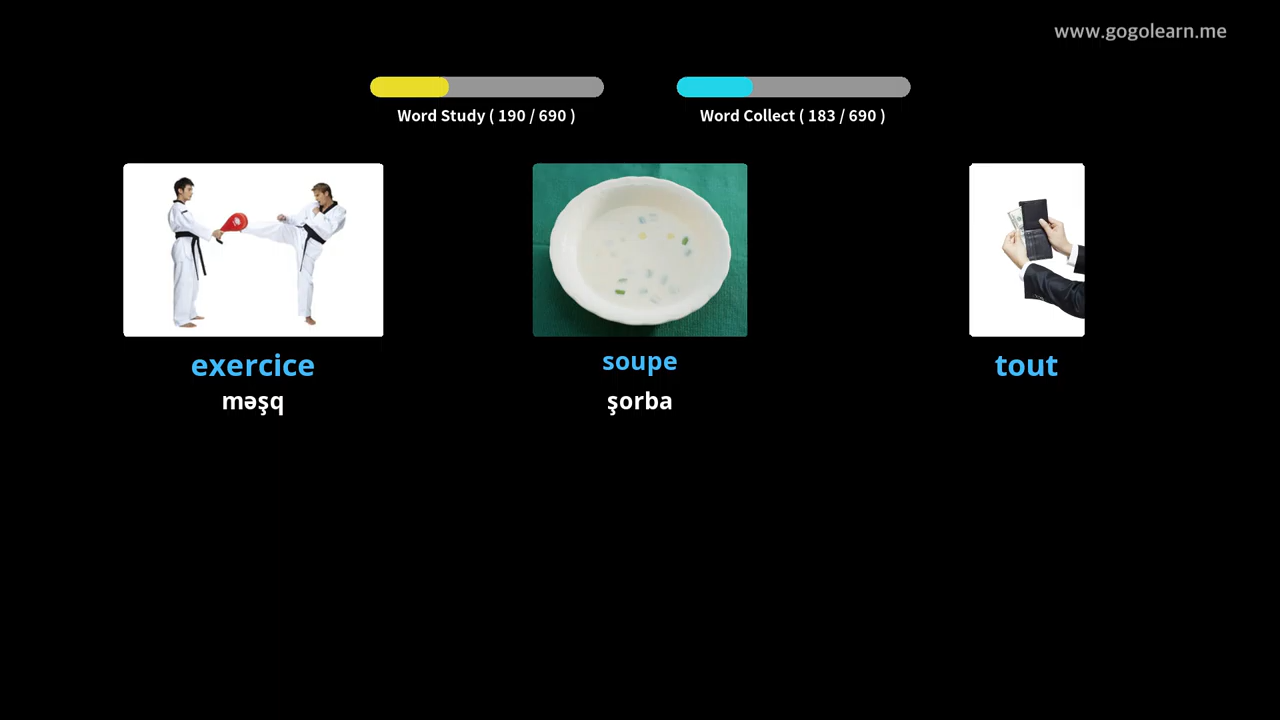 www.gogolearn.me
Word Study ( 190 / 690 )
Word Collect ( 183 / 690 )
exercice
məşq
soupe
şorba
tout